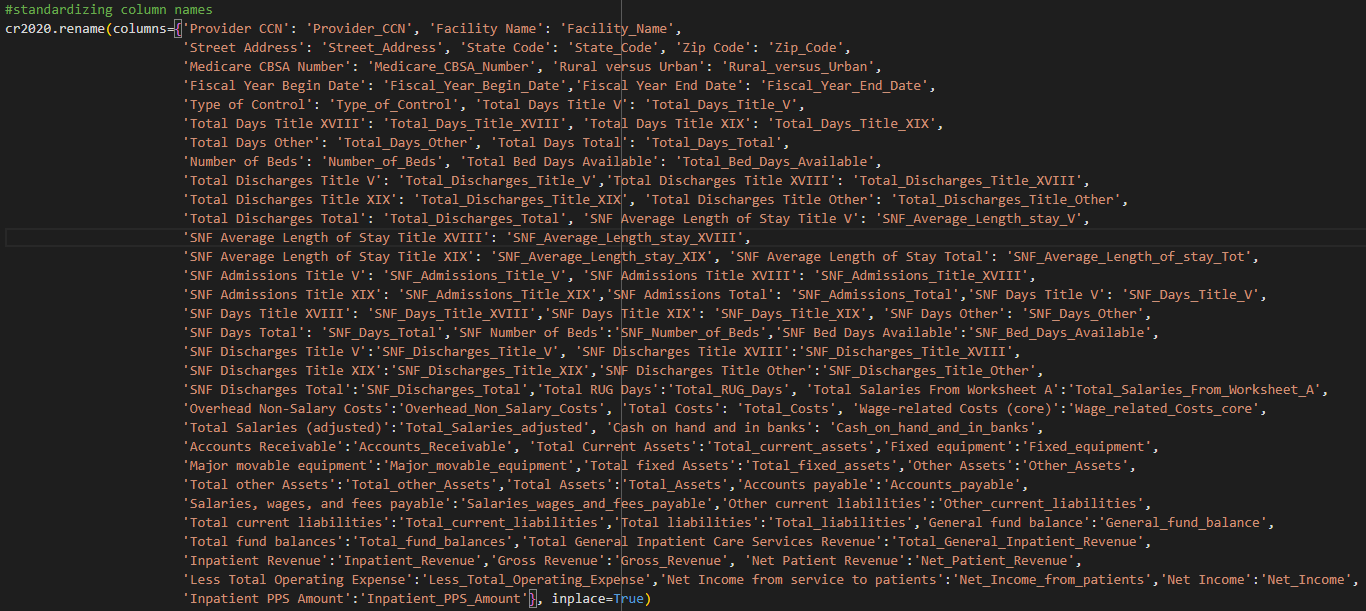 #standardizing column names
cr2020.rename(columns={'Provider CCN': 'Provider_CCN', 'Facility Name': 'Facility_Name',
'Street Address': 'Street_Address', 'State Code': 'State_Code', 'Zip Code': 'Zip_Code',
'Medicare CBSA Number': 'Medicare_CBSA_Number', 'Rural versus Urban': 'Rural_versus_Urban',
'Fiscal Year Begin Date': 'Fiscal_Year_Begin_Date','Fiscal Year End Date': 'Fiscal_Year_End_Date',
'Type of Control': 'Type_of_Control', 'Total Days Title V': 'Total_Days_Title_V',
'Total Days Title XVIII': 'Total_Days_Title_XVIII', 'Total Days Title XIX': 'Total_Days_Title_XIX',
'Total Days Other': 'Total_Days_Other', 'Total Days Total': 'Total_Days_Total',
'Number of Beds': 'Number_of_Beds', 'Total Bed Days Available': 'Total_Bed_Days_Available',
'Total Discharges Title V': 'Total_Discharges_Title_V','Total Discharges Title XVIII': 'Total_Discharges_Title_XVIII',
'Total Discharges Title XIX': 'Total_Discharges_Title_XIX', 'Total Discharges Title Other': 'Total_Discharges_Title_Other',
'Total Discharges Total': 'Total_Discharges_Total', 'SNF Average Length of Stay Title V': 'SNF_Average_Length_stay_V',
'SNF Average Length of Stay Title XVIII': 'SNF_Average_Length_stay_XVIII',
'SNF Average Length of Stay Title XIX': 'SNF_Average_Length_stay_XIX', 'SNF Average Length of Stay Total': 'SNF_Average_Length_of_stay_Tot',
'SNF Admissions Title V': 'SNF_Admissions_Title_V', 'SNF Admissions Title XVIII': 'SNF_Admissions_Title_XVIII',
'SNF Admissions Title XIX': 'SNF_Admissions_Title_XIX','SNF Admissions Total': 'SNF_Admissions_Total','SNF Days Title V': 'SNF_Days_Title_V',
'SNF Days Title XVIII': 'SNF_Days_Title_XVIII','SNF Days Title XIX': 'SNF_Days_Title_XIX', 'SNF Days Other': 'SNF_Days_Other',
'SNF Days Total': 'SNF_Days_Total','SNF Number of Beds':'SNF_Number_of_Beds','SNF Bed Days Available':'SNF_Bed_Days_Available',
'SNF Discharges Title V':'SNF_Discharges_Title_V', 'SNF Discharges Title XVIII':'SNF_Discharges_Title_XVIII',
'SNF Discharges Title XIX':'SNF_Discharges_Title_XIX','SNF Discharges Title Other':'SNF_Discharges_Title_Other',
'SNF Discharges Total':'SNF_Discharges_Total','Total RUG Days':'Total_RUG_Days', 'Total Salaries From Worksheet A':'Total_Salaries_From_Worksheet_A',
'Overhead Non-Salary Costs':'Overhead_Non_Salary_Costs', 'Total Costs': 'Total_Costs', 'Wage-related Costs (core)':'Wage_related_Costs_core',
'Total Salaries (adjusted)':'Total_Salaries_adjusted', 'Cash on hand and in banks': 'Cash_on_hand_and_in_banks',
'Accounts Receivable':'Accounts_Receivable', 'Total Current Assets':'Total_current_assets','Fixed equipment':'Fixed_equipment',
'Major movable equipment':'Major_movable_equipment','Total fixed Assets':'Total_fixed_assets','Other Assets':'Other_Assets',
'Total other Assets':'Total_other_Assets','Total Assets':'Total_Assets','Accounts payable':'Accounts_payable',
'Salaries, wages, and fees payable':'Salaries_wages_and_fees_payable','Other current liabilities':'Other_current_liabilities',
'Total current liabilities':'Total_current_liabilities','Total liabilities':'Total_liabilities','General fund balance':'General_fund_balance',
'Total fund balances':'Total_fund_balances','Total General Inpatient Care Services Revenue':'Total_General_Inpatient_Revenue',
'Inpatient Revenue':'Inpatient_Revenue','Gross Revenue':'Gross_Revenue', 'Net Patient Revenue':'Net_Patient_Revenue',
'Less Total Operating Expense':'Less_Total_Operating_Expense','Net Income from service to patients':'Net_Income_from_patients','Net Income':'Net_Income',
'Inpatient PPS Amount':'Inpatient_PPS_Amount'}, inplace=True)